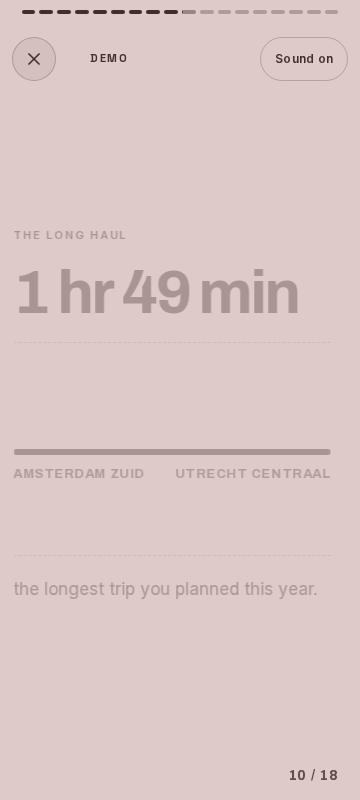 DEMO
Sound on
THE LONG HAUL
1 hr 49 min
AMSTERDAM ZUID UTRECHT CENTRAAL
the longest trip you planned this year.
10 / 18